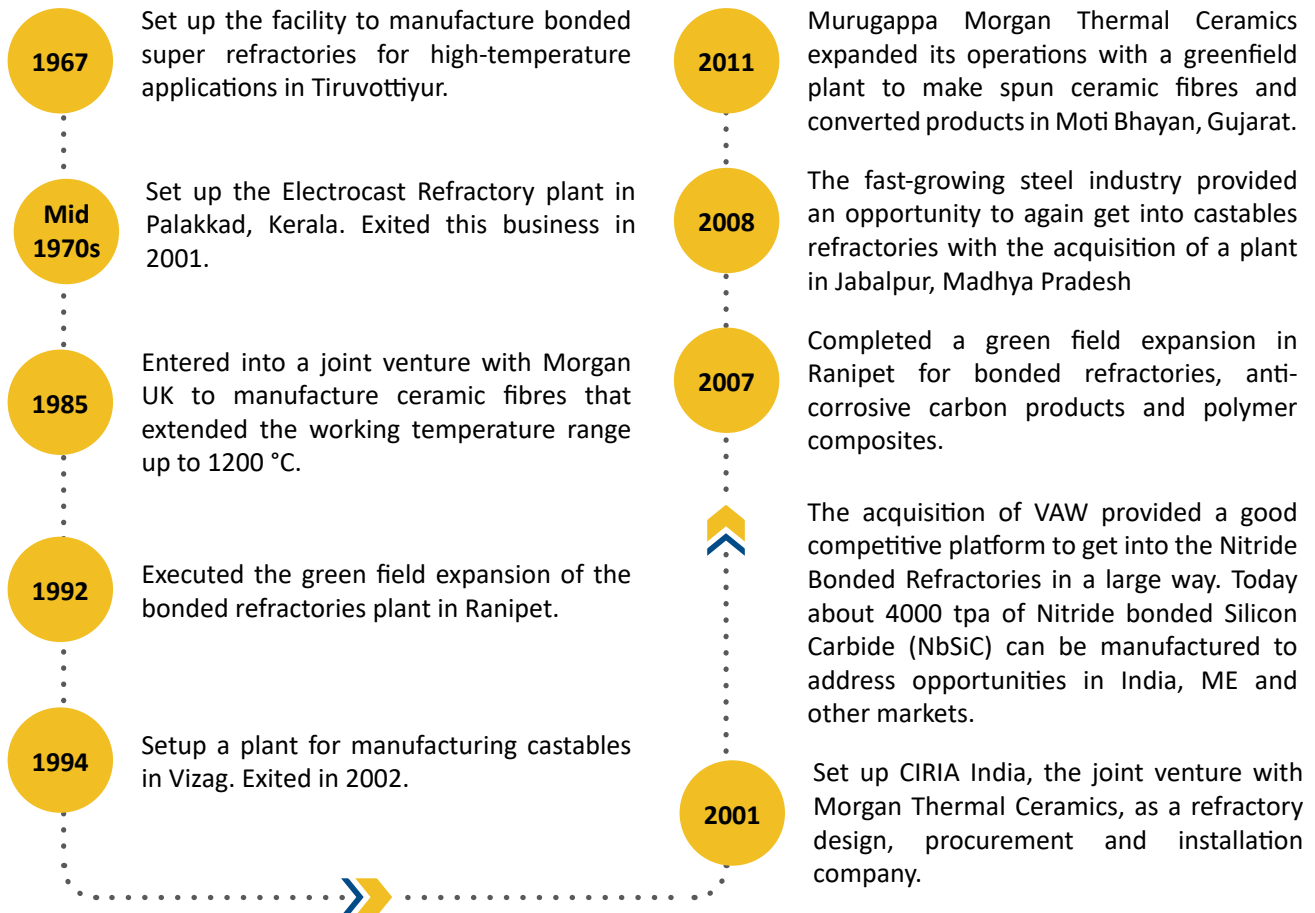 1967
Set up the facility to manufacture bonded
super refractories for high-temperature
applications in Tiruvottiyur.
Mid
1970s
Set up the Electrocast Refractory plant in
Palakkad, Kerala. Exited this business in
2001.
1985
Entered into a joint venture with Morgan
UK to manufacture ceramic fibres that
extended the working temperature range
up to 1200 °C.
1992
Executed the green field expansion of the
bonded refractories plant in Ranipet.
1994
Setup a plant for manufacturing castables
in Vizag. Exited in 2002.
2001
Set up CIRIA India, the joint venture with
Morgan Thermal Ceramics, as a refractory
design, procurement and installation
company.
The acquisition of VAW provided a good
competitive platform to get into the Nitride
Bonded Refractories in a large way. Today
about 4000 tpa of Nitride bonded Silicon
Carbide (NbSiC) can be manufactured to
address opportunities in India, ME and
other markets.
2007
Completed a green field expansion in
Ranipet for bonded refractories, anti-
corrosive carbon products and polymer
composites.
2008
The fast-growing steel industry provided
an opportunity to again get into castables
refractories with the acquisition of a plant
in Jabalpur, Madhya Pradesh
2011
Murugappa Morgan Thermal Ceramics
expanded its operations with a greenfield
plant to make spun ceramic fibres and
converted products in Moti Bhayan, Gujarat.